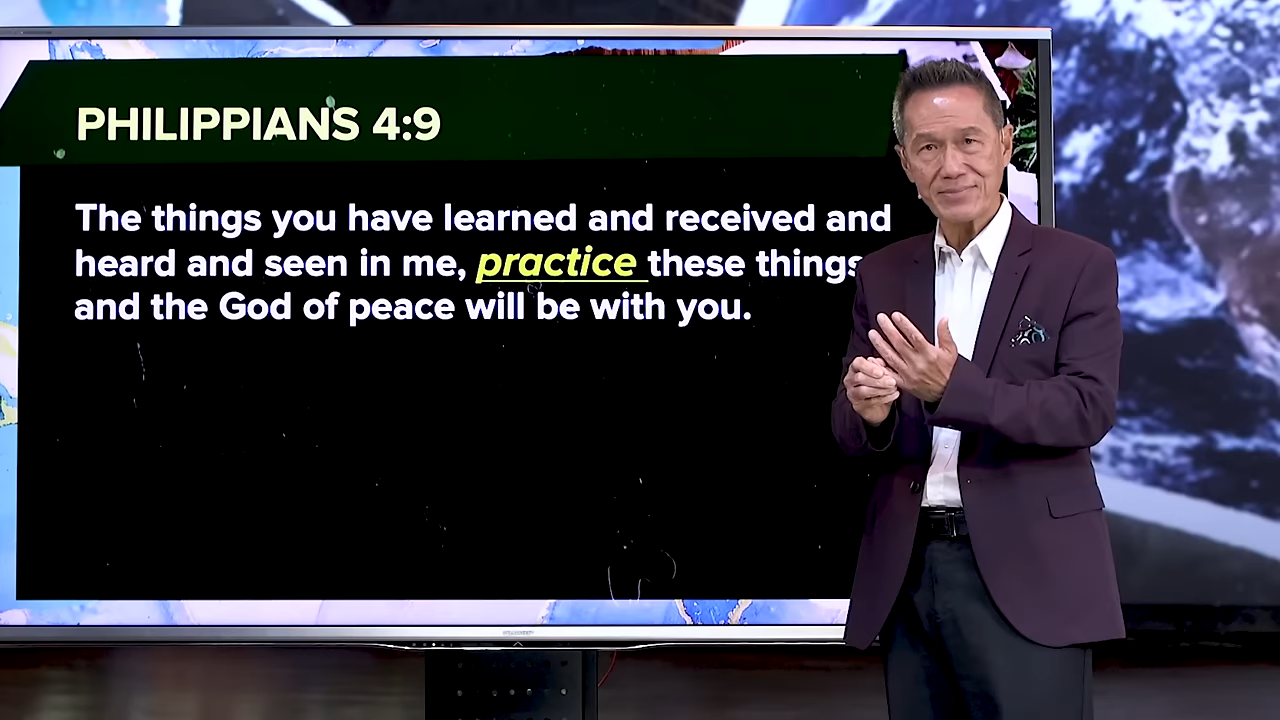 PHILIPPIANS 4:9
The things you have learned and received and
heard and seen in me, practice these things
and the God of peace will be with you.